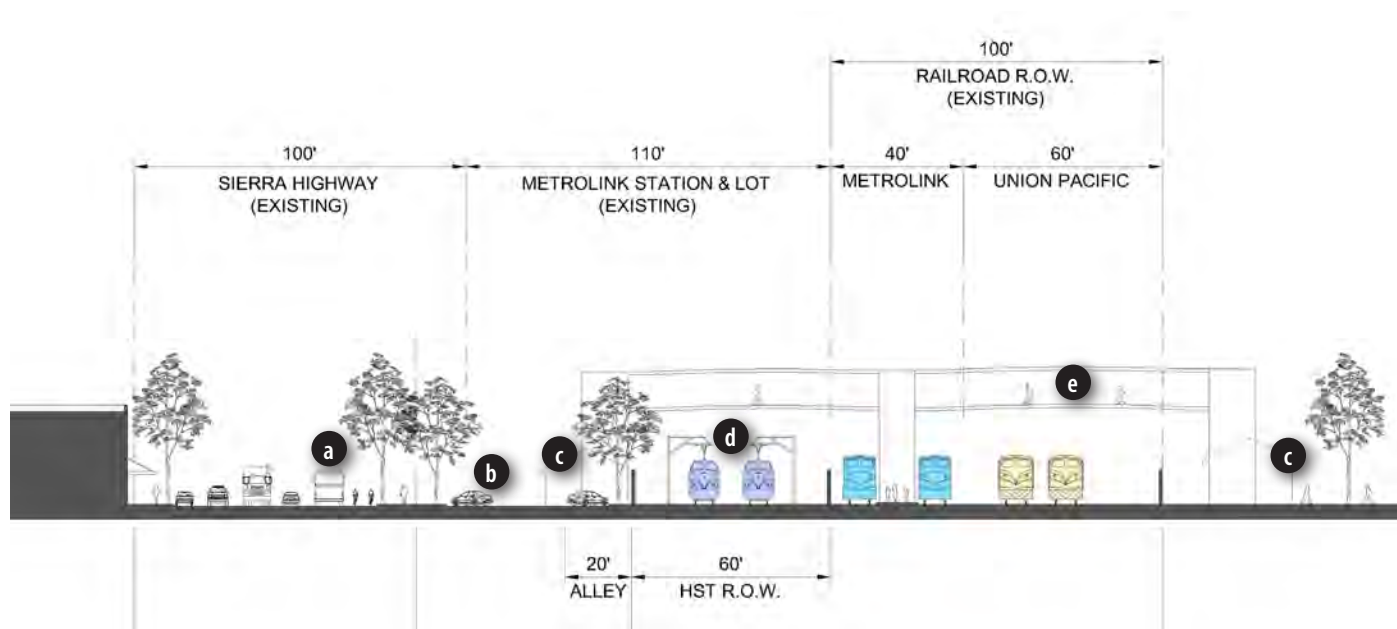 100'
RAILROAD R.O.W.
(EXISTING)
100'
SIERRA HIGHWAY
(EXISTING)
110'
METROLINK STATION & LOT
(EXISTING)
40'
METROLINK
60'
UNION PACIFIC
a
b
c
d
e
c
20'
ALLEY
60'
HST R.O.W.